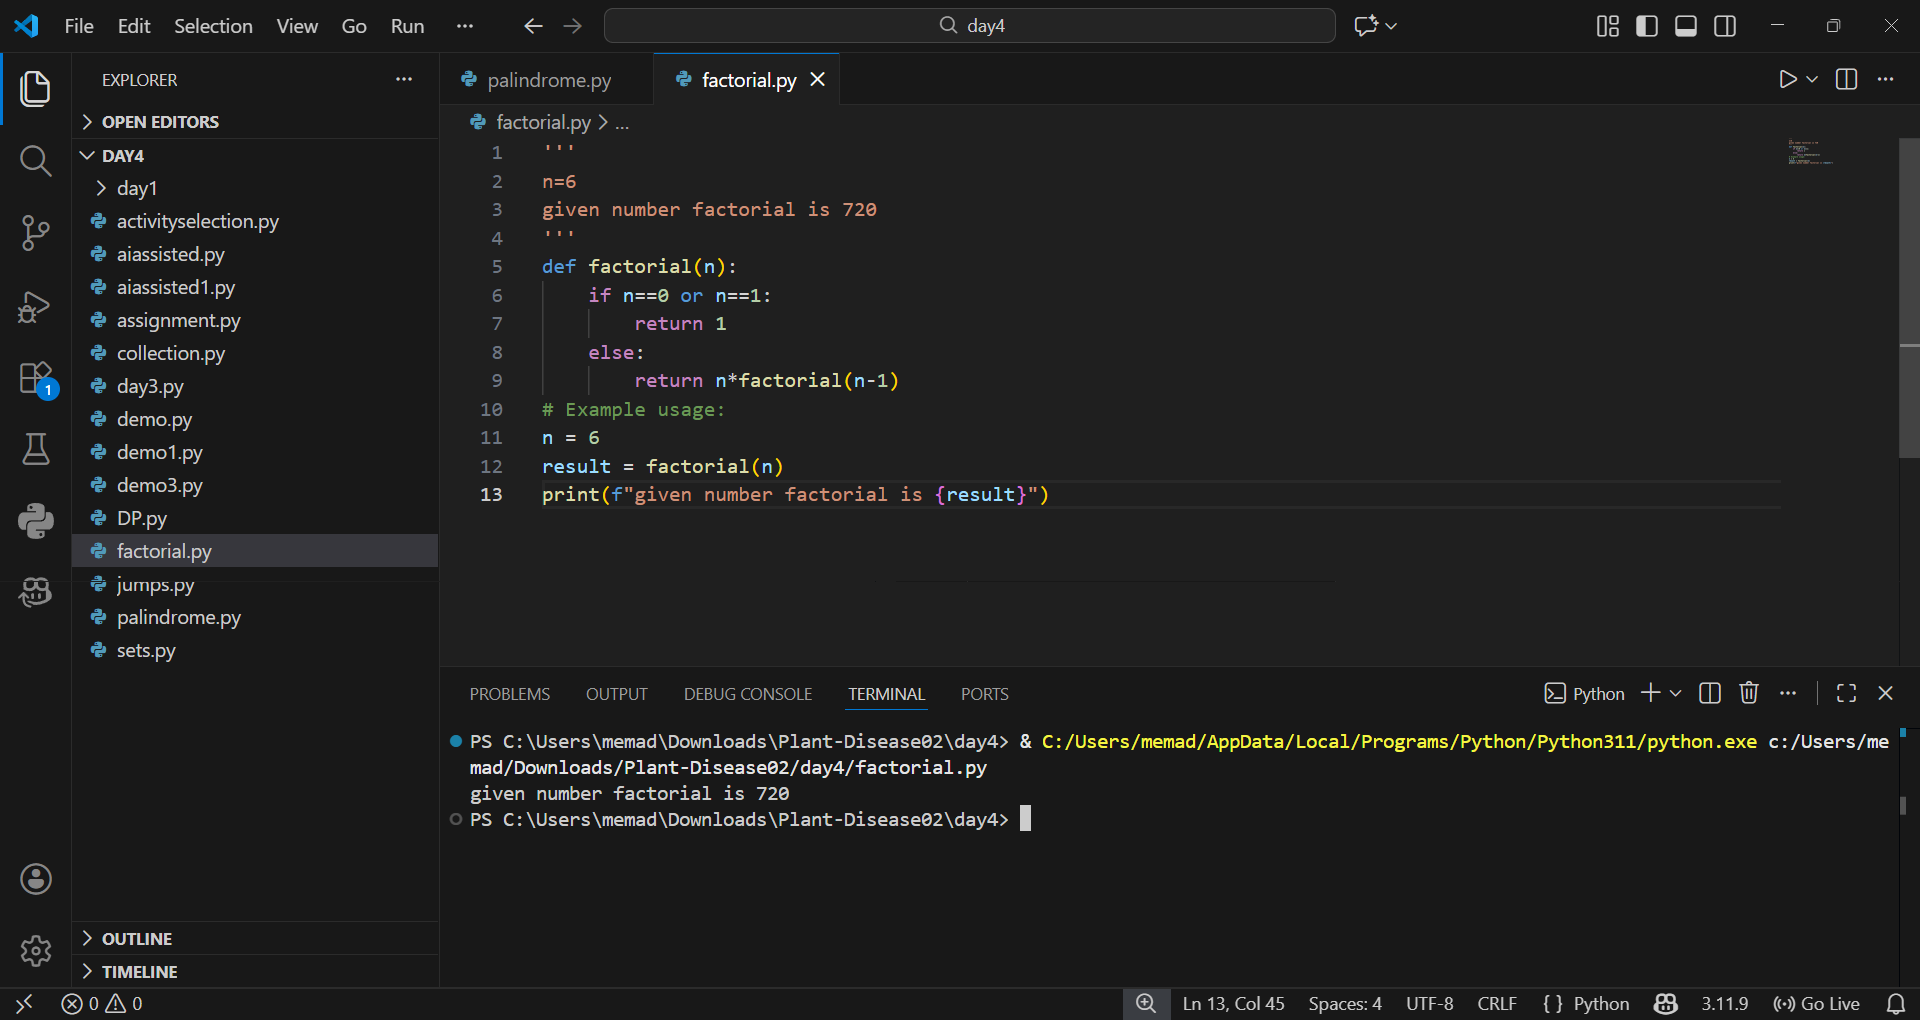 File Edit Selection View Go Run ...
day4
EXPLORER
OPEN EDITORS
DAY4
day1
activityselection.py
aiassisted.py
aiassisted1.py
assignment.py
collection.py
day3.py
demo.py
demo1.py
demo3.py
DP.py
factorial.py
jumps.py
palindrome.py
sets.py
OUTLINE
TIMELINE
1
palindrome.py factorial.py
factorial.py > ...
1 '''
2 n=6
3 given number factorial is 720
4 '''
5 def factorial(n):
6     if n==0 or n==1:
7         return 1
8     else:
9         return n*factorial(n-1)
10 # Example usage:
11 n = 6
12 result = factorial(n)
13 print(f"given number factorial is {result}")
PROBLEMS OUTPUT DEBUG CONSOLE TERMINAL PORTS
Python
PS C:\Users\memad\Downloads\Plant-Disease02\day4> & C:/Users/memad/AppData/Local/Programs/Python/Python311/python.exe c:/Users/me
mad/Downloads/Plant-Disease02/day4/factorial.py
given number factorial is 720
PS C:\Users\memad\Downloads\Plant-Disease02\day4>
0 0
Ln 13, Col 45 Spaces: 4 UTF-8 CRLF { } Python 3.11.9 Go Live